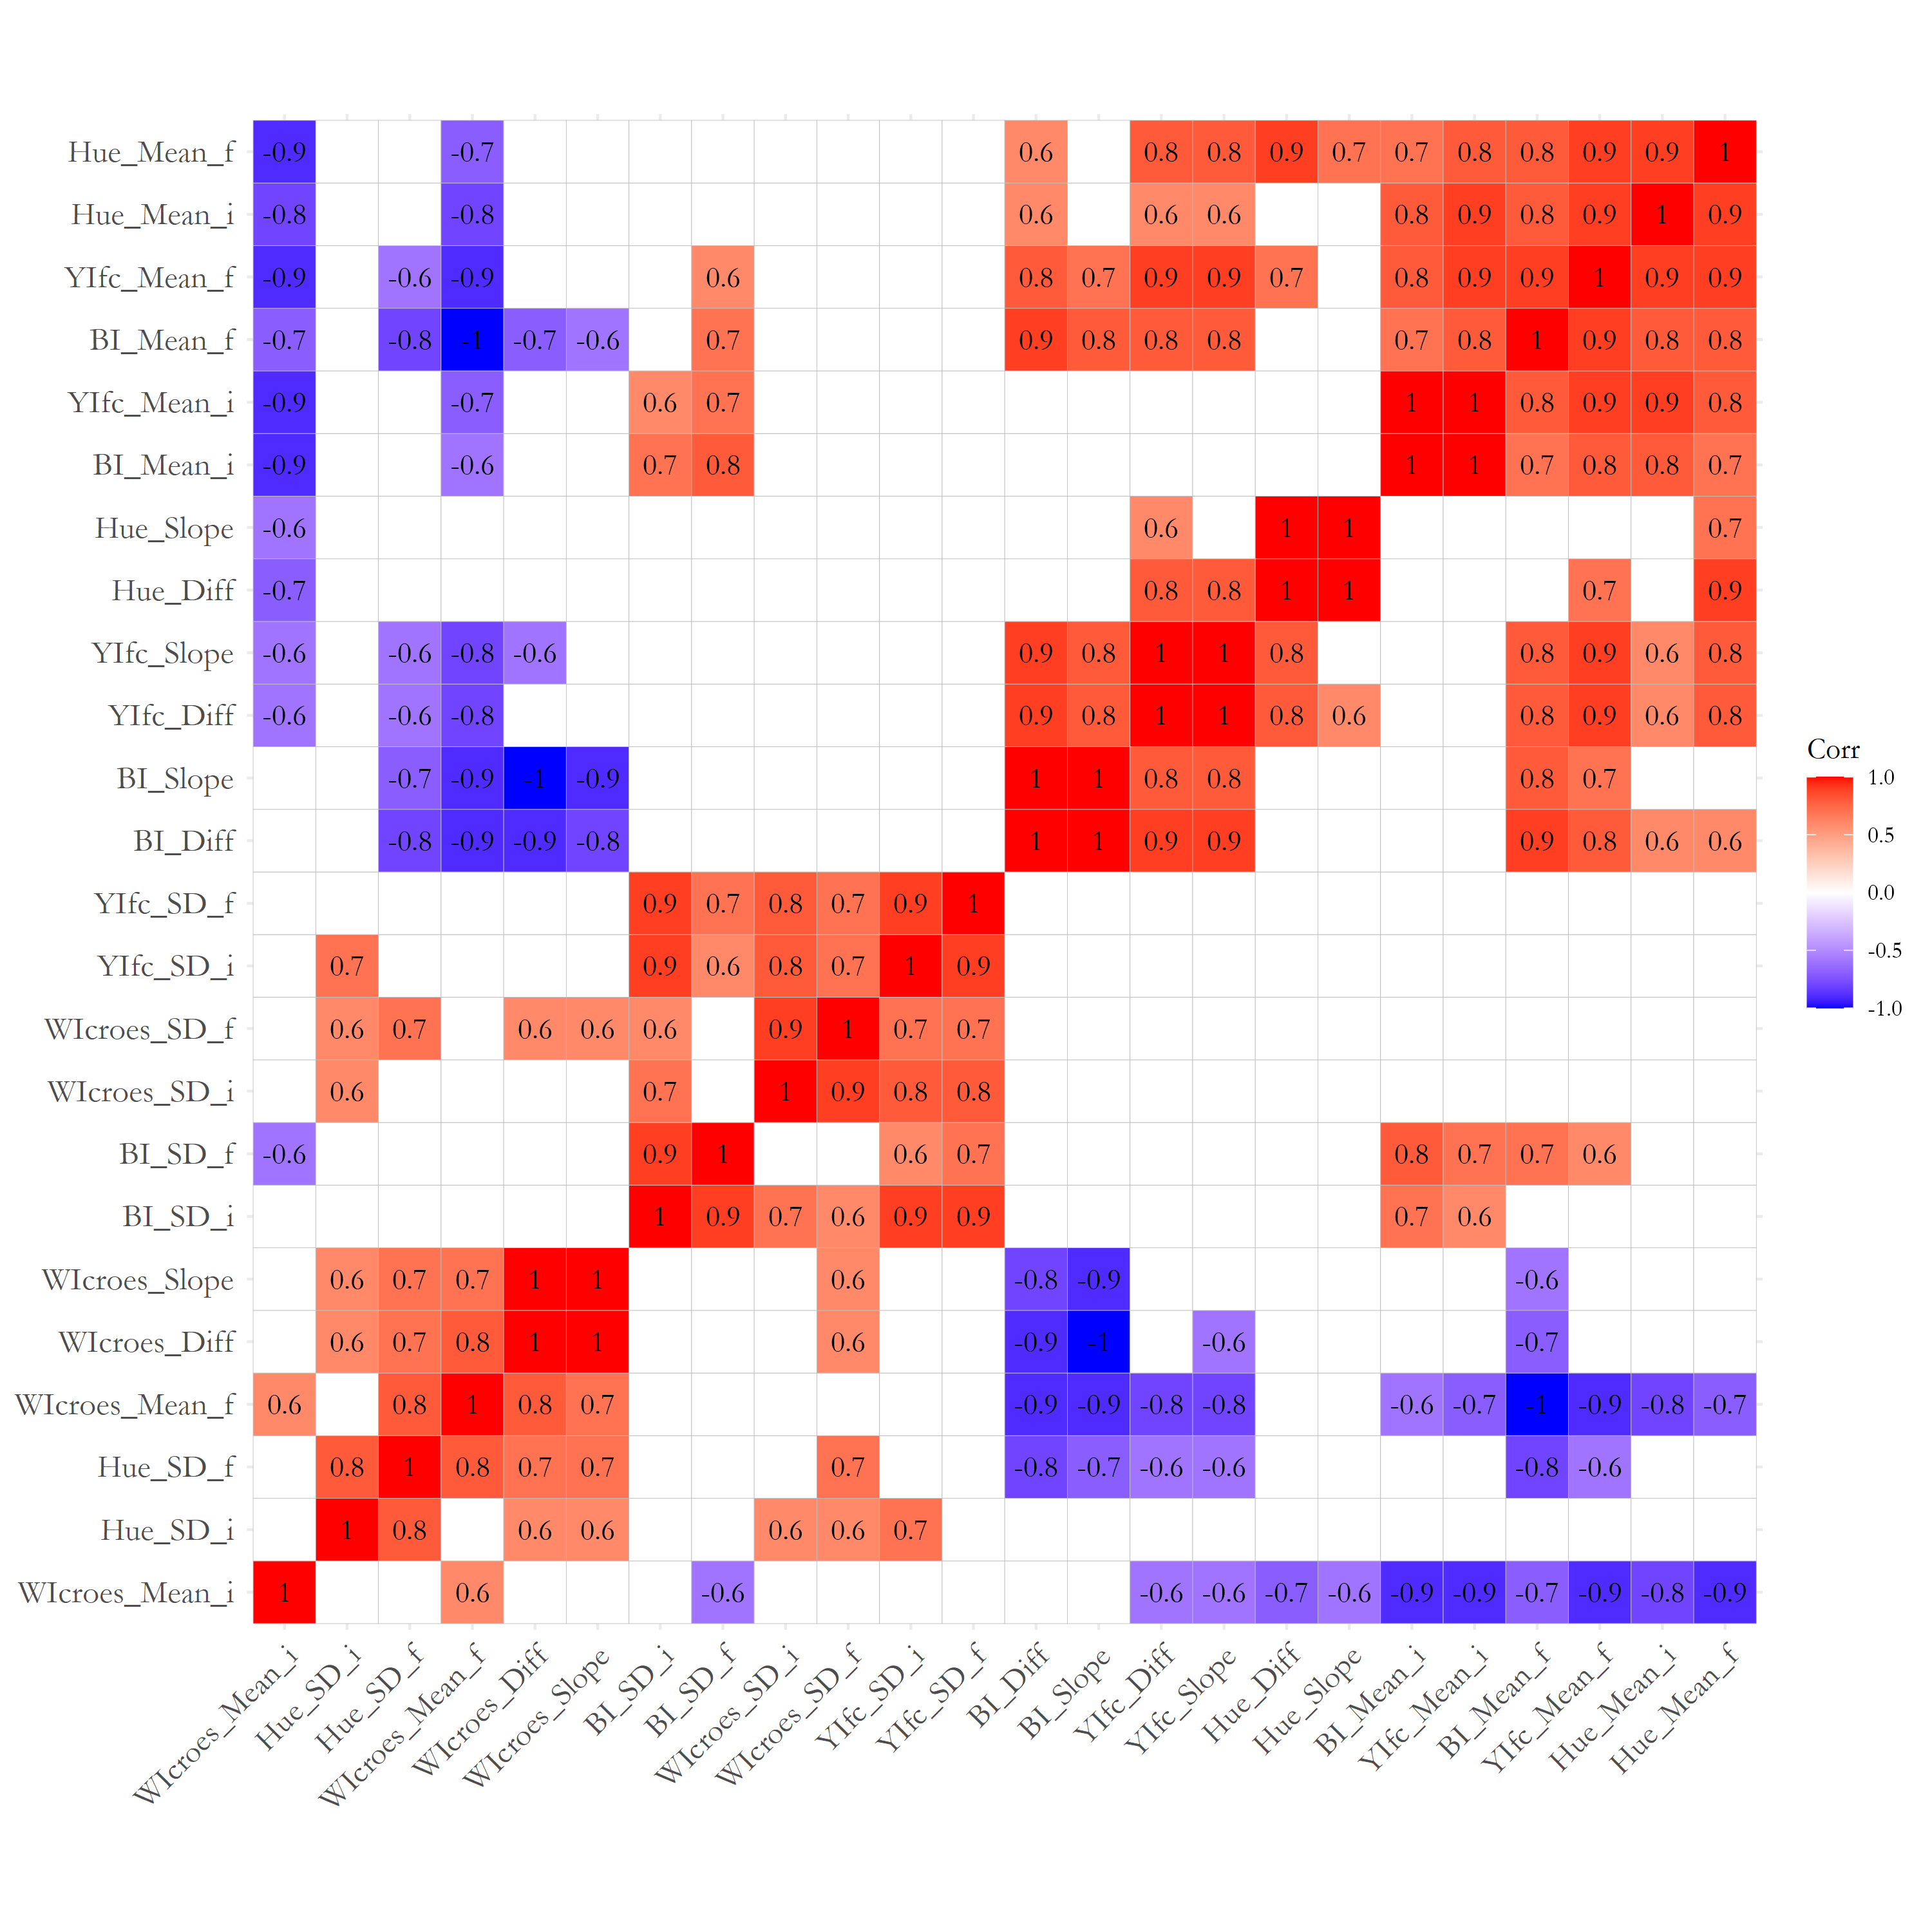 Hue_Mean_f -0.9 -0.7 0.6 0.8 0.8 0.9 0.7 0.7 0.8 0.8 0.9 0.9 1
Hue_Mean_i -0.8 -0.8 0.6 0.6 0.6 0.8 0.9 0.8 0.9 1 0.9
YIfc_Mean_f -0.9 -0.6 -0.9 0.6 0.8 0.7 0.9 0.9 0.7 0.8 0.9 0.9 1 0.9 0.9
BI_Mean_f -0.7 -0.8 -1 -0.7 -0.6 0.7 0.9 0.8 0.8 0.8 0.7 0.8 1 0.9 0.8 0.8
YIfc_Mean_i -0.9 -0.7 0.6 0.7 1 1 0.8 0.9 0.9 0.8
BI_Mean_i -0.9 -0.6 0.7 0.8 1 1 0.7 0.8 0.8 0.7
Hue_Slope -0.6 0.6 1 1 0.7
Hue_Diff -0.7 0.8 0.8 1 1 0.7 0.9
YIfc_Slope -0.6 -0.6 -0.8 -0.6 0.9 0.8 1 1 0.8 0.8 0.9 0.6 0.8
YIfc_Diff -0.6 -0.6 -0.8 0.9 0.8 1 1 0.8 0.6 0.8 0.9 0.6 0.8
Corr
BI_Slope -0.7 -0.9 -1 -0.9 1 1 0.8 0.8 0.8 0.7 1.0
BI_Diff -0.8 -0.9 -0.9 -0.8 1 1 0.9 0.9 0.9 0.8 0.6 0.6 0.5
YIfc_SD_f 0.9 0.7 0.8 0.7 0.9 1 0.0
YIfc_SD_i 0.7 0.9 0.6 0.8 0.7 1 0.9 -0.5
WIcroes_SD_f 0.6 0.7 0.6 0.6 0.6 0.9 1 0.7 0.7 -1.0
WIcroes_SD_i 0.6 0.7 1 0.9 0.8 0.8
BI_SD_f -0.6 0.9 1 0.6 0.7 0.8 0.7 0.7 0.6
BI_SD_i 1 0.9 0.7 0.6 0.9 0.9 0.7 0.6
WIcroes_Slope 0.6 0.7 0.7 1 1 0.6 -0.8 -0.9 -0.6
WIcroes_Diff 0.6 0.7 0.8 1 1 0.6 -0.9 -1 -0.6 -0.7
WIcroes_Mean_f 0.6 0.8 1 0.8 0.7 -0.9 -0.9 -0.8 -0.8 -0.6 -0.7 -1 -0.9 -0.8 -0.7
Hue_SD_f 0.8 1 0.8 0.7 0.7 0.7 -0.8 -0.7 -0.6 -0.6 -0.8 -0.6
Hue_SD_i 1 0.8 0.6 0.6 0.6 0.6 0.7
WIcroes_Mean_i 1 0.6 -0.6 -0.6 -0.6 -0.7 -0.6 -0.9 -0.9 -0.7 -0.9 -0.8 -0.9
WIcroes_Mean_i
Hue_SD_i
Hue_SD_f
WIcroes_Mean_f
WIcroes_Diff
WIcroes_Slope
BI_SD_i
BI_SD_f
WIcroes_SD_i
WIcroes_SD_f
YIfc_SD_i
YIfc_SD_f
BI_Diff
BI_Slope
YIfc_Diff
YIfc_Slope
Hue_Diff
Hue_Slope
BI_Mean_i
YIfc_Mean_i
BI_Mean_f
YIfc_Mean_f
Hue_Mean_i
Hue_Mean_f